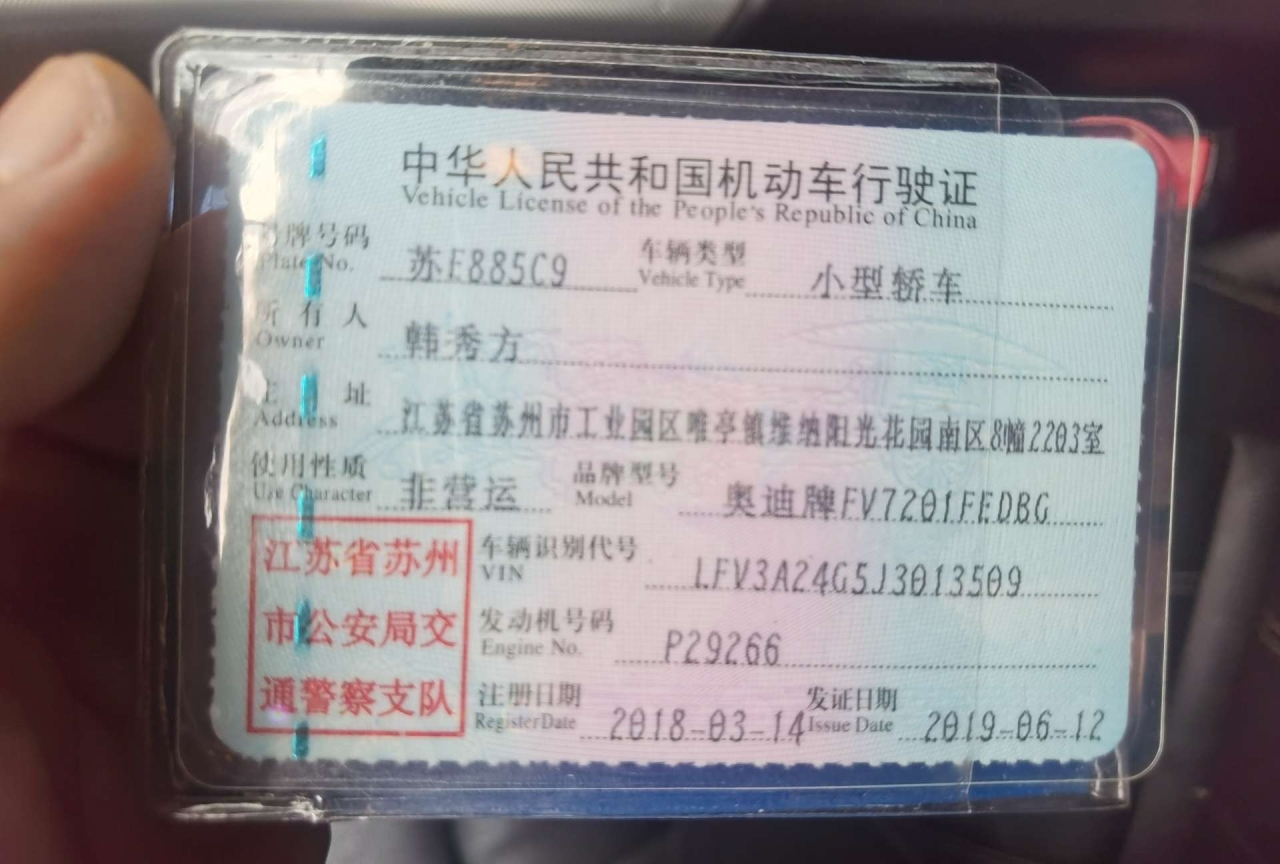 中华人民共和国机动车行驶证
Vehicle License of the People's Republic of China
号牌号码 苏E885C9 车辆类型 小型轿车
Plate No. Vehicle Type
所有人 韩秀方
Owner
住址 江苏省苏州市工业园区唯亭镇维纳阳光花园南区8幢2203室
Address
使用性质 非营运 品牌型号 奥迪牌FV7201FEDBG
Use Character Model
江苏省苏州 车辆识别代号 LFV3A24G5J3013509
VIN
市公安局交 发动机号码 P29266
Engine No.
通警察支队 注册日期 2018-03-14 发证日期 2019-06-12
Register Date Issue Date